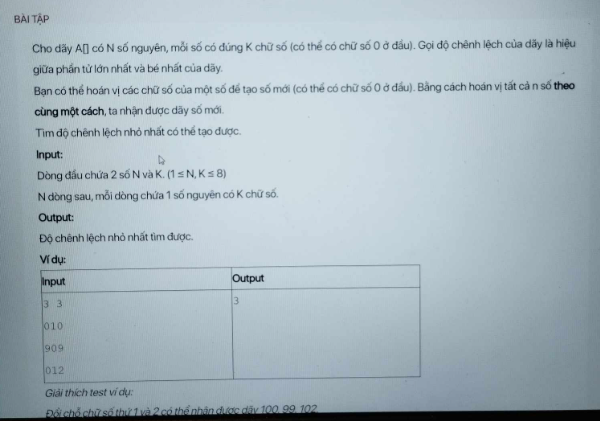 BÀI TẬP
Cho dãy A[] có N số nguyên, mỗi số có đúng K chữ số (có thể có chữ số 0 ở đầu). Gọi độ chênh lệch của dãy là hiệu
giữa phần tử lớn nhất và bé nhất của dãy.
Bạn có thể hoán vị các chữ số của một số để tạo số mới (có thể có chữ số 0 ở đầu). Bằng cách hoán vị tất cả n số theo
cùng một cách, ta nhận được dãy số mới.
Tìm độ chênh lệch nhỏ nhất có thể tạo được.
Input:
Dòng đầu chứa 2 số N và K. (1 ≤ N, K ≤ 8)
N dòng sau, mỗi dòng chứa 1 số nguyên có K chữ số.
Output:
Độ chênh lệch nhỏ nhất tìm được.
Ví dụ:
Input Output
3 3 3
010
909
012
Giải thích test ví dụ:
Đổi chỗ chữ số thứ 1 và 2 có thể nhận được dãy 100, 99, 102